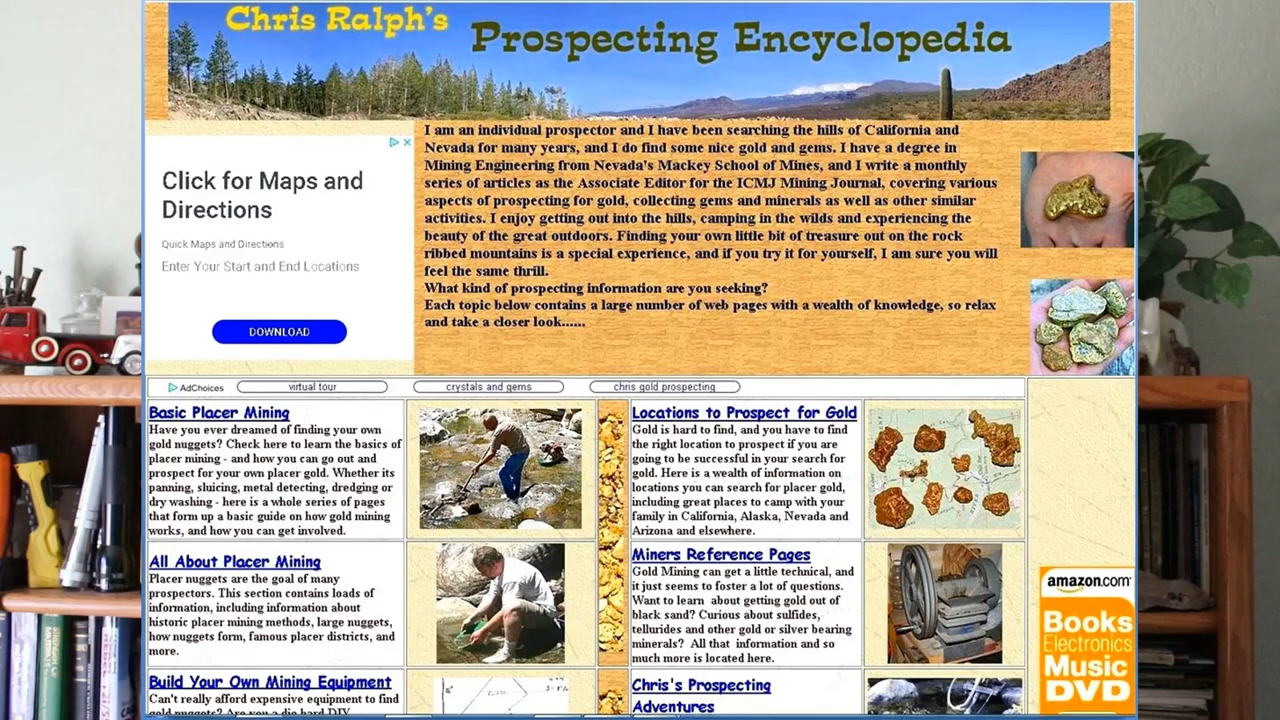 Chris Ralph's
Prospecting Encyclopedia
I am an individual prospector and I have been searching the hills of California and
Nevada for many years, and I do find some nice gold and gems. I have a degree in
Mining Engineering from Nevada's Mackey School of Mines, and I write a monthly
series of articles as the Associate Editor for the ICMJ Mining Journal, covering various
aspects of prospecting for gold, collecting gems and minerals as well as other similar
activities. I enjoy getting out into the hills, camping in the wilds and experiencing the
beauty of the great outdoors. Finding your own little bit of treasure out on the rock
ribbed mountains is a special experience, and if you try it for yourself, I am sure you will
feel the same thrill.
What kind of prospecting information are you seeking?
Each topic below contains a large number of web pages with a wealth of knowledge, so relax
and take a closer look......
Click for Maps and
Directions
Quick Maps and Directions
Enter Your Start and End Locations
DOWNLOAD
AdChoices
virtual tour
crystals and gems
chris gold prospecting
Basic Placer Mining
Have you ever dreamed of finding your own
gold nuggets? Check here to learn the basics of
placer mining - and how you can go out and
prospect for your own placer gold. Whether its
panning, sluicing, metal detecting, dredging or
dry washing - here is a whole series of pages
that form up a basic guide on how gold mining
works, and how you can get involved.
Locations to Prospect for Gold
Gold is hard to find, and you have to find
the right location to prospect if you are
going to be successful in your search for
gold. Here is a wealth of information on
locations you can search for placer gold,
including great places to camp with your
family in California, Alaska, Nevada and
Arizona and elsewhere.
All About Placer Mining
Placer nuggets are the goal of many
prospectors. This section contains loads of
information, including information about
historic placer mining methods, large nuggets,
how nuggets form, famous placer districts, and
more.
Miners Reference Pages
Gold Mining can get a little technical, and
it just seems to foster a lot of questions.
Want to learn about getting gold out of
black sand? Curious about sulfides,
tellurides and other gold or silver bearing
minerals? All that information and so
much more is located here.
Build Your Own Mining Equipment
Can't really afford expensive equipment to find
gold nuggets? Are you a die hard DIY
Chris's Prospecting
Adventures
amazon.com
Books
Electronics
Music
DVD